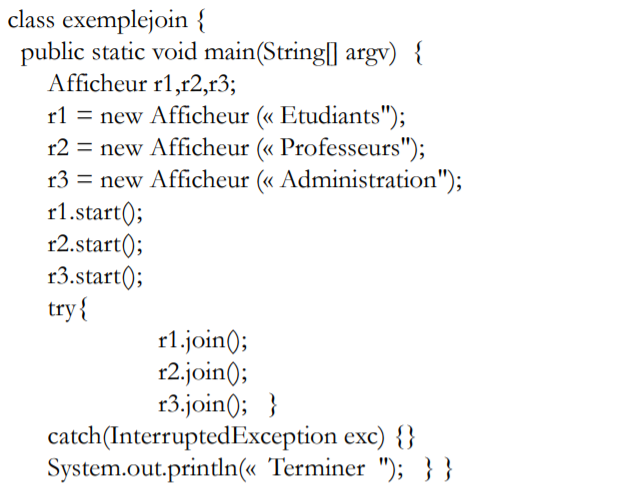 class exemplejoin {
public static void main(String[] argv) {
Afficheur r1,r2,r3;
r1 = new Afficheur (« Etudiants");
r2 = new Afficheur (« Professeurs");
r3 = new Afficheur (« Administration");
r1.start();
r2.start();
r3.start();
try{
r1.join();
r2.join();
r3.join(); }
catch(InterruptedException exc) {}
System.out.println(« Terminer "); } }